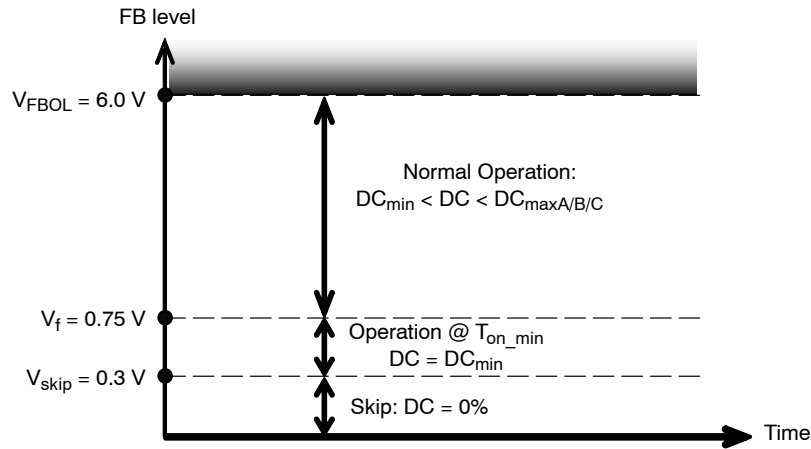 FB level
V_FBOL = 6.0 V
Normal Operation:
DC_min < DC < DC_maxA/B/C
V_f = 0.75 V
Operation @ T_on_min
DC = DC_min
V_skip = 0.3 V
Skip: DC = 0%
Time